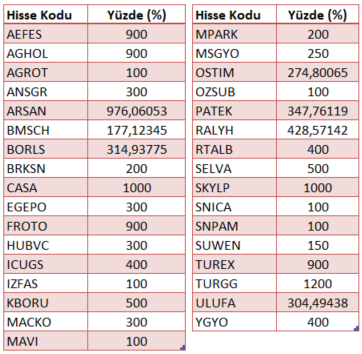 Hisse Kodu Yüzde (%)
AEFES 900
AGHOL 900
AGROT 100
ANSGR 300
ARSAN 976,06053
BMSCH 177,12345
BORLS 314,93775
BRKSN 200
CASA 1000
EGEPO 300
FROTO 900
HUBVC 300
ICUGS 400
IZFAS 100
KBORU 500
MACKO 300
MAVI 100
Hisse Kodu Yüzde (%)
MPARK 200
MSGYO 250
OSTIM 274,80065
OZSUB 100
PATEK 347,76119
RALYH 428,57142
RTALB 400
SELVA 500
SKYLP 1000
SNICA 100
SNPAM 100
SUWEN 150
TUREX 900
TURGG 1200
ULUFA 304,49438
YGYO 400